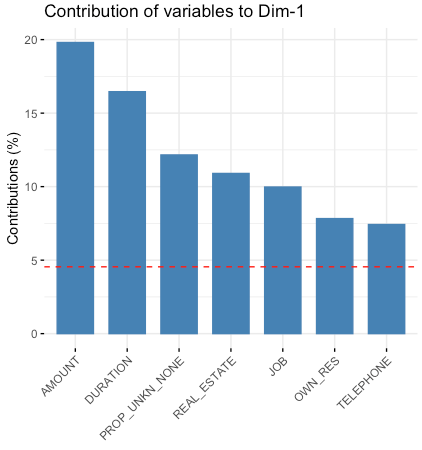 Contribution of variables to Dim-1
Contributions (%)
20
15
10
5
0
AMOUNT
DURATION
PROP_UNKN_NONE
REAL_ESTATE
JOB
OWN_RES
TELEPHONE